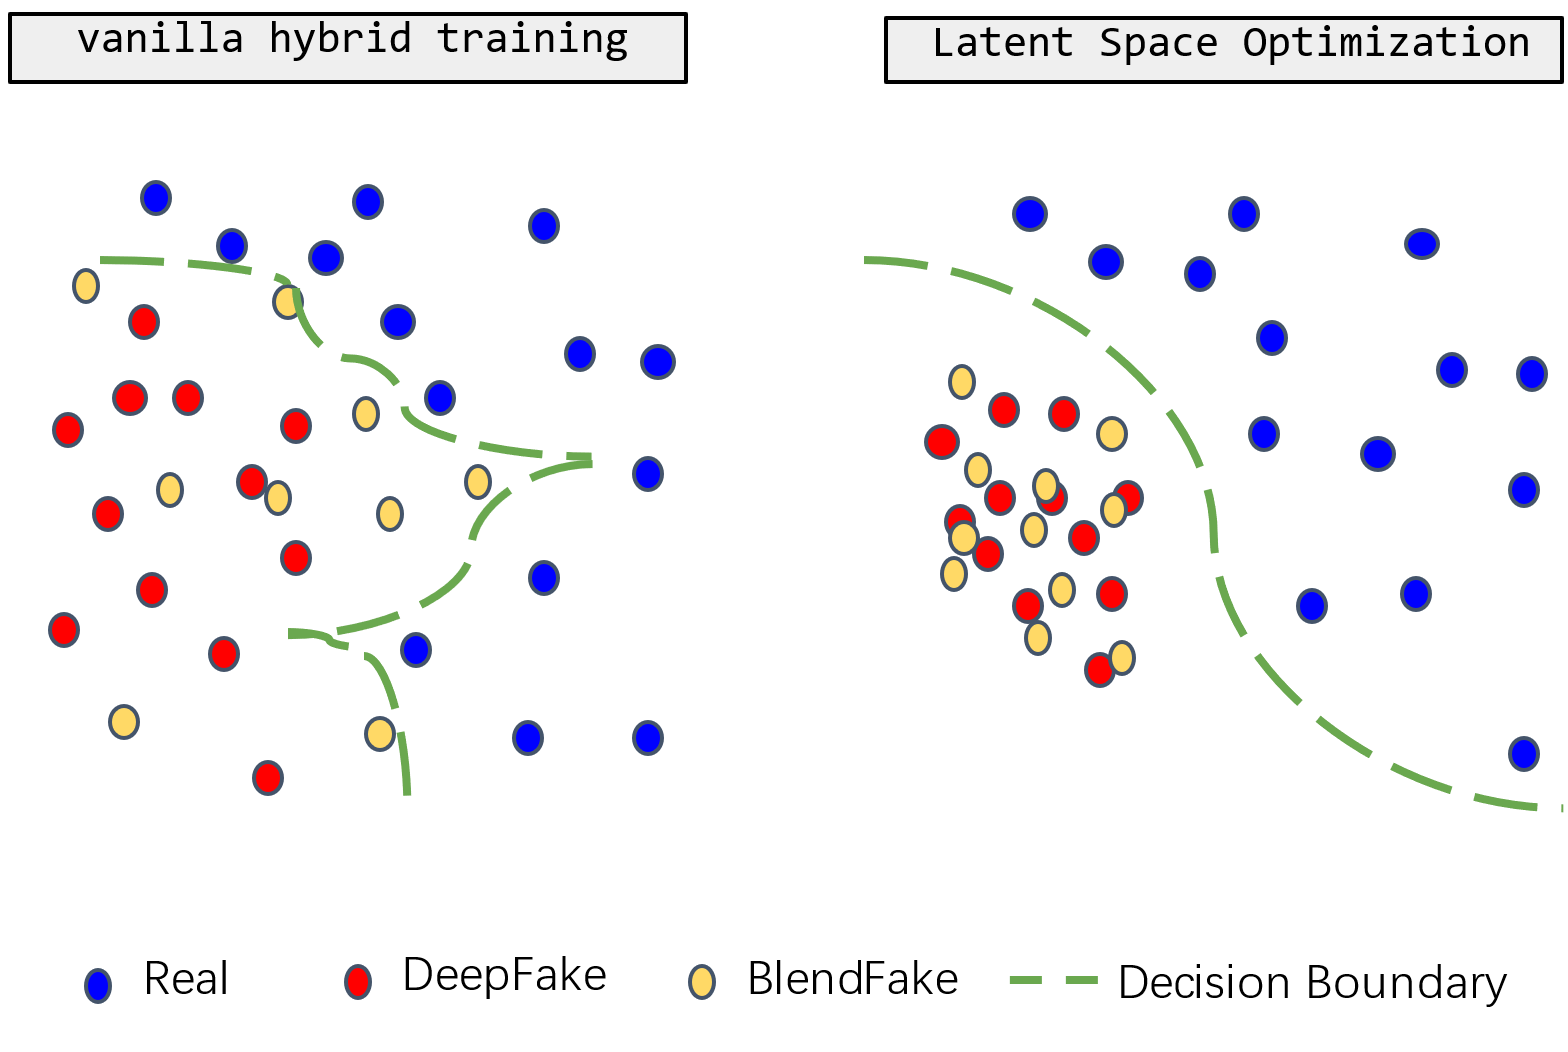 vanilla hybrid training
Latent Space Optimization
Real
DeepFake
BlendFake
Decision Boundary